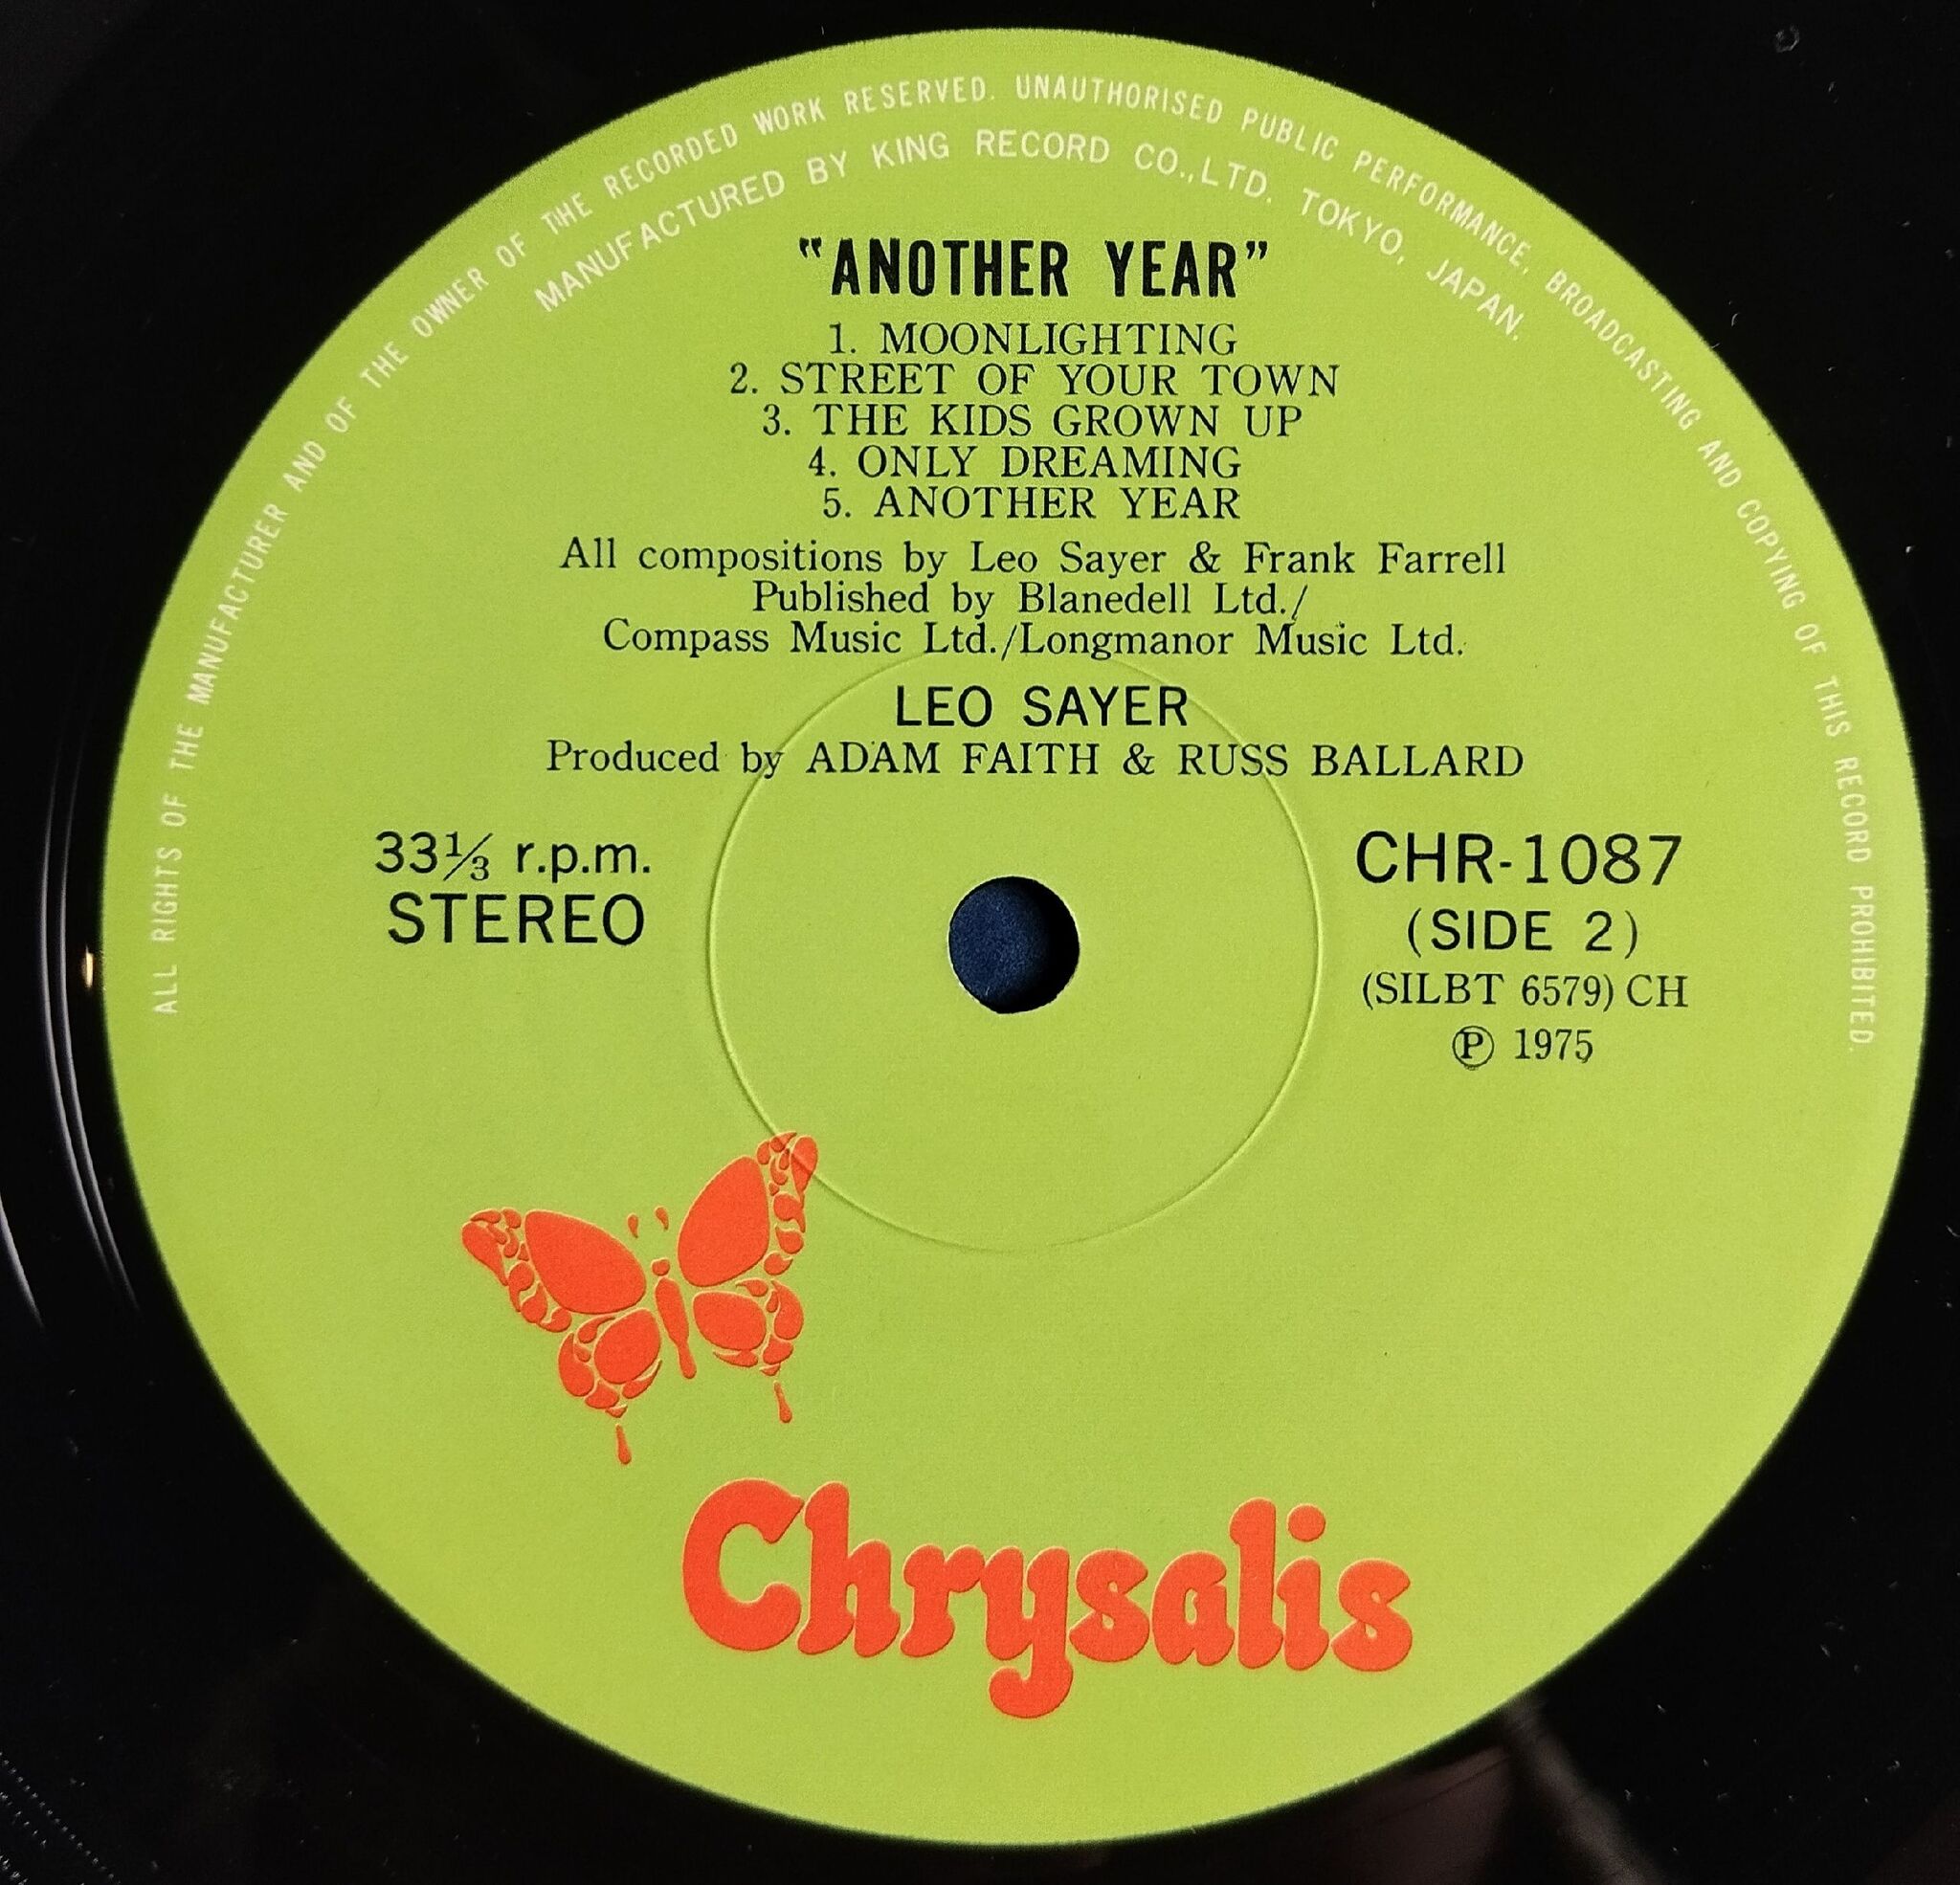 ALL RIGHTS OF THE MANUFACTURER AND OF THE OWNER OF THE RECORDED WORK RESERVED. UNAUTHORISED PUBLIC PERFORMANCE, BROADCASTING AND COPYING OF THIS RECORD PROHIBITED.
MANUFACTURED BY KING RECORD CO.,LTD. TOKYO, JAPAN.
"ANOTHER YEAR"
1. MOONLIGHTING
2. STREET OF YOUR TOWN
3. THE KIDS GROWN UP
4. ONLY DREAMING
5. ANOTHER YEAR
All compositions by Leo Sayer & Frank Farrell
Published by Blanedell Ltd./
Compass Music Ltd./Longmanor Music Ltd.
LEO SAYER
Produced by ADAM FAITH & RUSS BALLARD
33⅓ r.p.m.
STEREO
CHR-1087
(SIDE 2)
(SILBT 6579) CH
Ⓟ 1975
Chrysalis